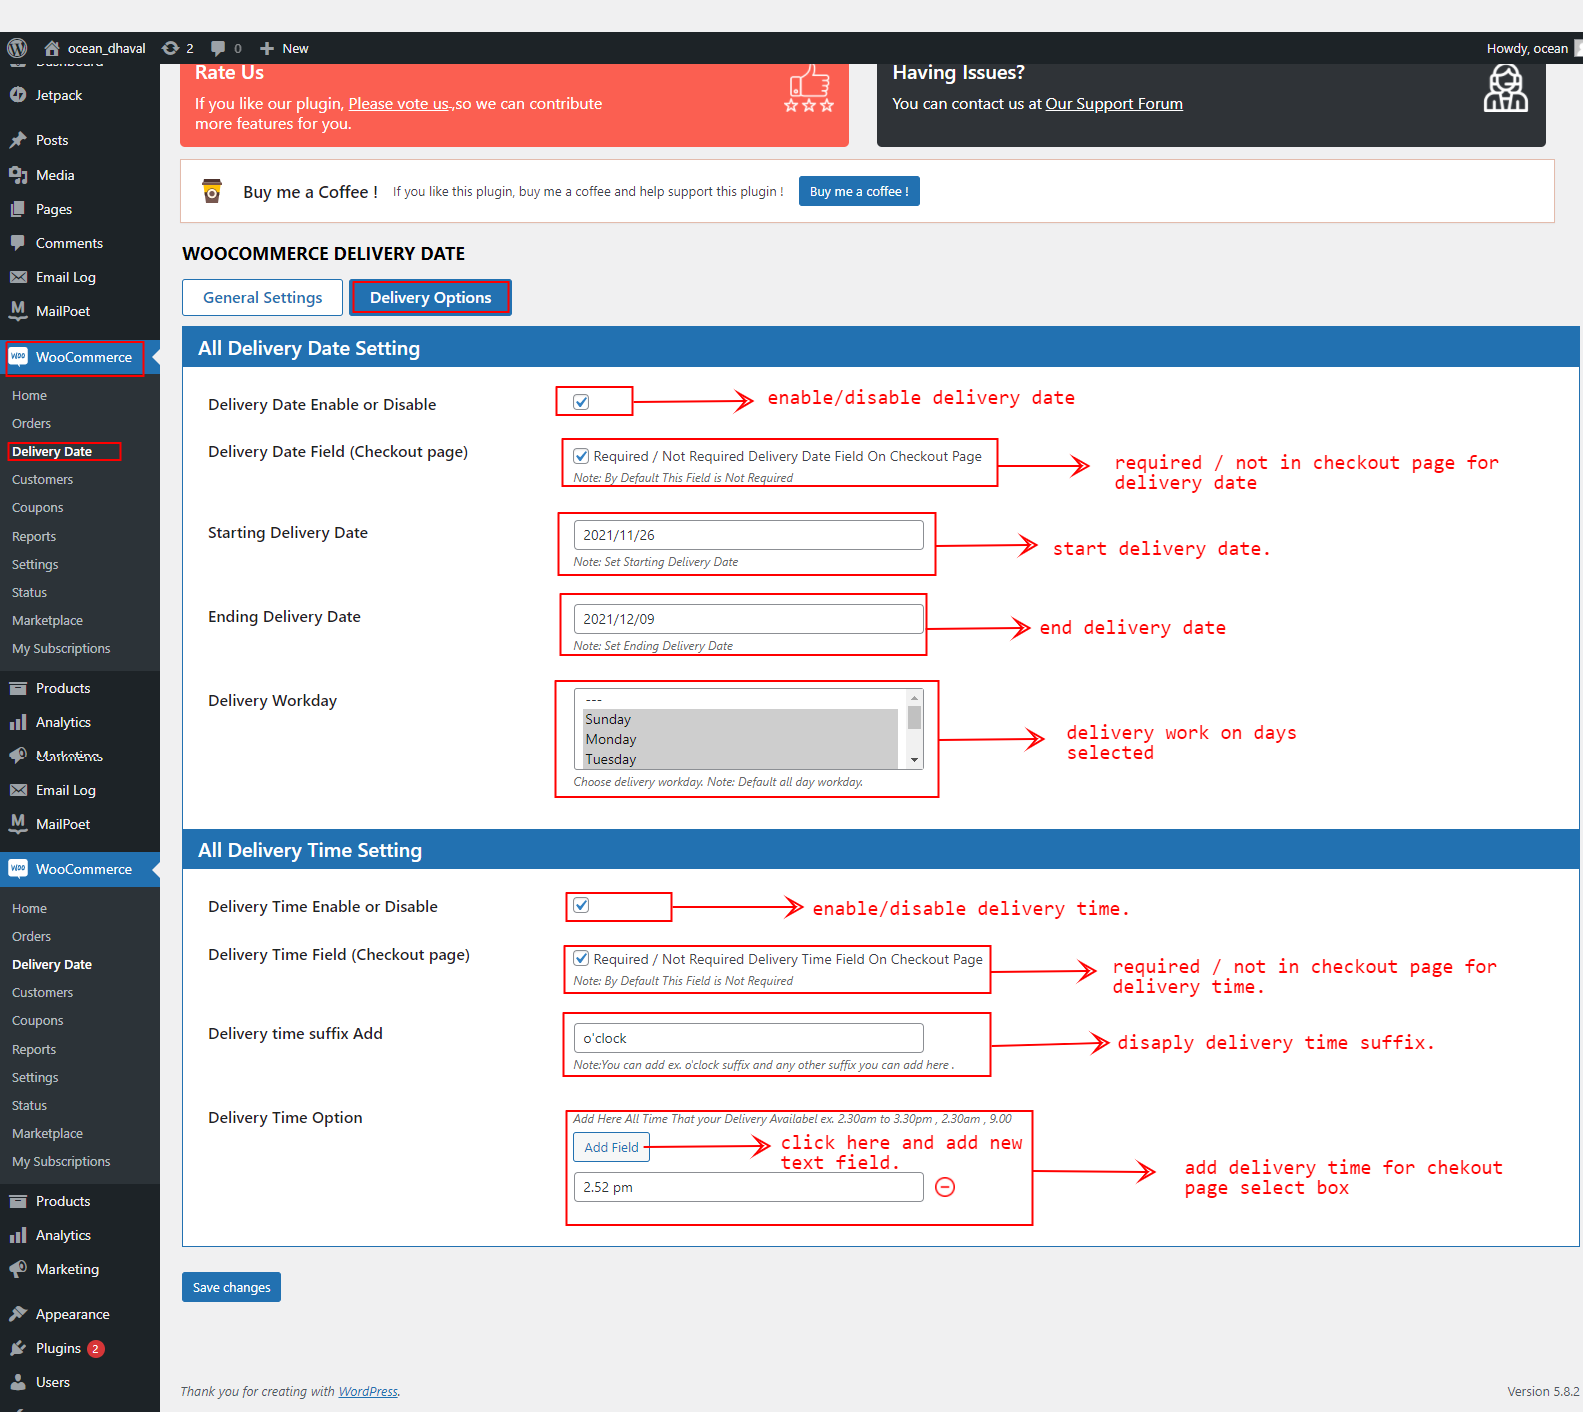 ocean_dhaval 2 0 New Howdy, ocean
Dashboard
Jetpack
Posts
Media
Pages
Comments
Email Log
MailPoet
WooCommerce
Home
Orders
Delivery Date
Customers
Coupons
Reports
Settings
Status
Marketplace
My Subscriptions
Products
Analytics
Email Log
MailPoet
WooCommerce
Home
Orders
Delivery Date
Customers
Coupons
Reports
Settings
Status
Marketplace
My Subscriptions
Products
Analytics
Marketing
Appearance
Plugins 2
Users
Rate Us
If you like our plugin, Please vote us ,so we can contribute
more features for you.
Having Issues?
You can contact us at Our Support Forum
Buy me a Coffee ! If you like this plugin, buy me a coffee and help support this plugin ! Buy me a coffee !
WOOCOMMERCE DELIVERY DATE
General Settings Delivery Options
All Delivery Date Setting
Delivery Date Enable or Disable
enable/disable delivery date
Delivery Date Field (Checkout page)
Required / Not Required Delivery Date Field On Checkout Page
Note: By Default This Field is Not Required
required / not in checkout page for
delivery date
Starting Delivery Date
2021/11/26
Note: Set Starting Delivery Date
start delivery date.
Ending Delivery Date
2021/12/09
Note: Set Ending Delivery Date
end delivery date
Delivery Workday
---
Sunday
Monday
Tuesday
Choose delivery workday. Note: Default all day workday.
delivery work on days
selected
All Delivery Time Setting
Delivery Time Enable or Disable
enable/disable delivery time.
Delivery Time Field (Checkout page)
Required / Not Required Delivery Time Field On Checkout Page
Note: By Default This Field is Not Required
required / not in checkout page for
delivery time.
Delivery time suffix Add
o'clock
Note:You can add ex. o'clock suffix and any other suffix you can add here .
disaply delivery time suffix.
Delivery Time Option
Add Here All Time That your Delivery Availabel ex. 2.30am to 3.30pm , 2.30am , 9.00
Add Field
click here and add new
text field.
2.52 pm
add delivery time for chekout
page select box
Save changes
Thank you for creating with WordPress.
Version 5.8.2